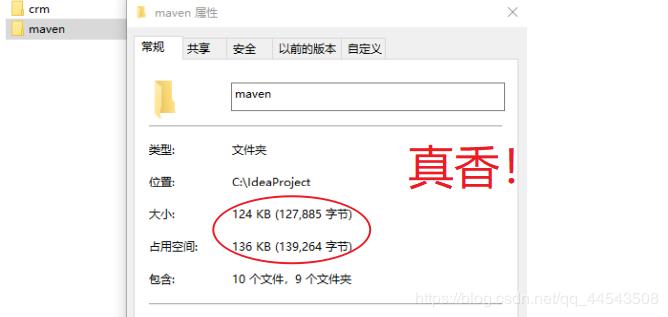 crm
maven
maven 属性
常规 共享 安全 以前的版本 自定义
maven
类型: 文件夹
真香!
位置: C:\IdeaProject
大小: 124 KB (127,885 字节)
占用空间: 136 KB (139,264 字节)
包含: 10 个文件，9 个文件夹
https://blog.csdn.net/qq_44543508